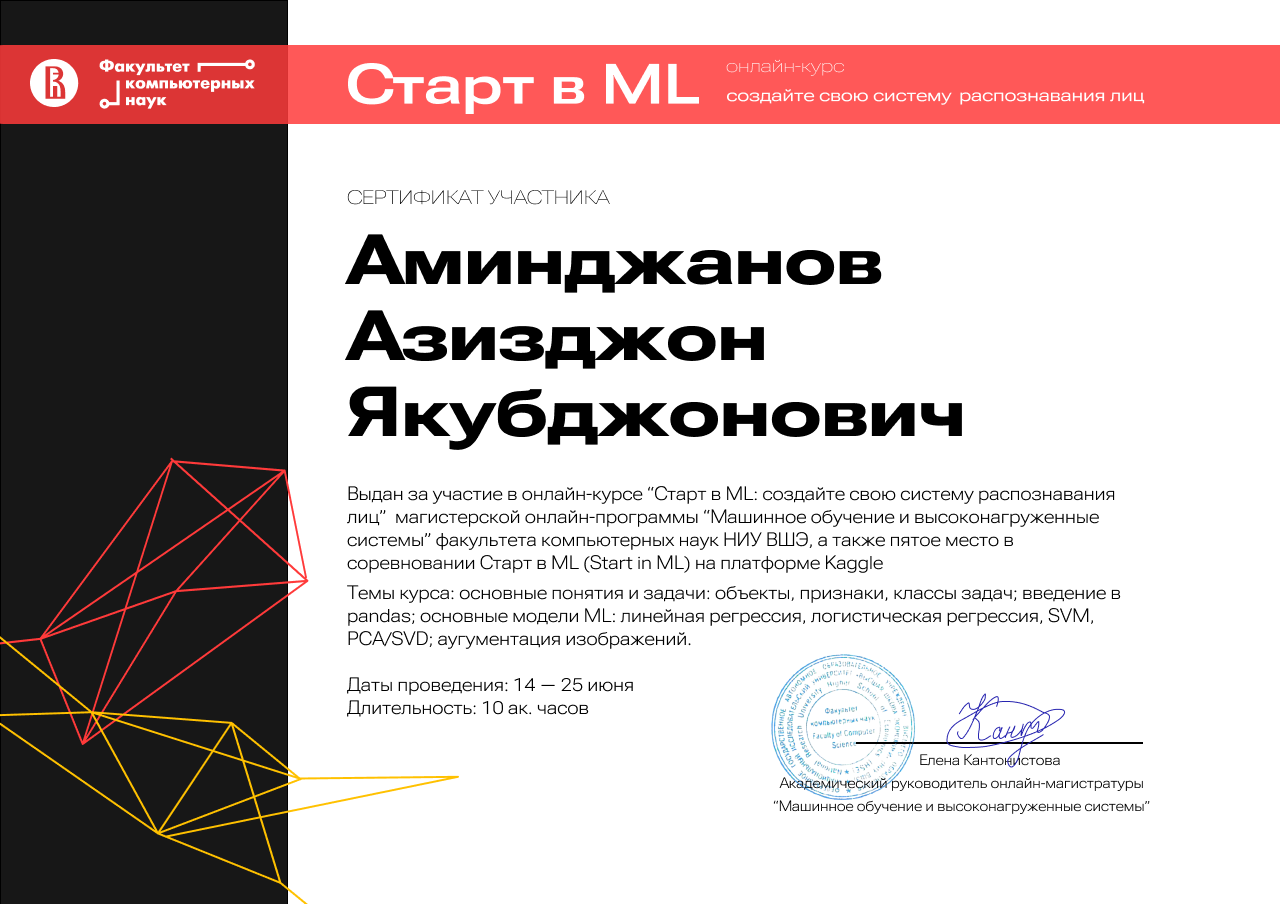 Факультет
компьютерных
наук
Старт в ML
онлайн-курс
создайте свою систему распознавания лиц
СЕРТИФИКАТ УЧАСТНИКА
Аминджанов
Азизджон
Якубджонович
Выдан за участие в онлайн-курсе “Старт в ML: создайте свою систему распознавания
лиц” магистерской онлайн-программы “Машинное обучение и высоконагруженные
системы” факультета компьютерных наук НИУ ВШЭ, а также пятое место в
соревновании Старт в ML (Start in ML) на платформе Kaggle
Темы курса: основные понятия и задачи: объекты, признаки, классы задач; введение в
pandas; основные модели ML: линейная регрессия, логистическая регрессия, SVM,
PCA/SVD; аугументация изображений.
Даты проведения: 14 — 25 июня
Длительность: 10 ак. часов
Факультет
компьютерных наук
Faculty of Computer
Science
Елена Кантонистова
Академический руководитель онлайн-магистратуры
“Машинное обучение и высоконагруженные системы”